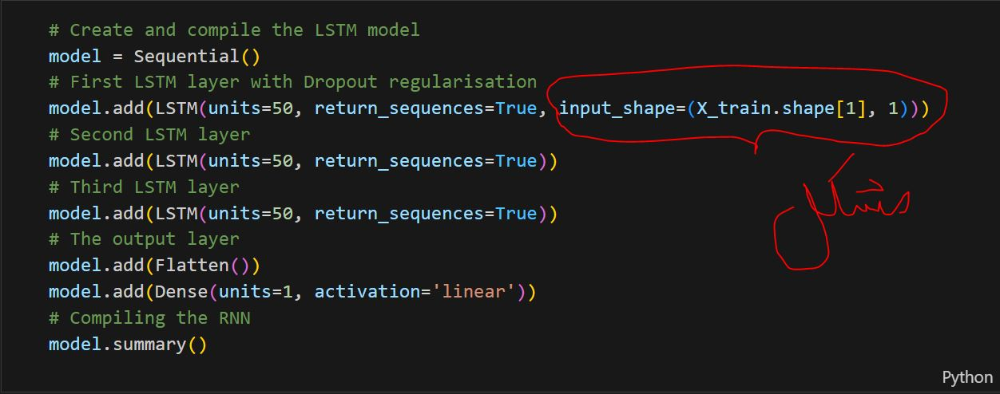 # Create and compile the LSTM model
model = Sequential()
# First LSTM layer with Dropout regularisation
model.add(LSTM(units=50, return_sequences=True, input_shape=(X_train.shape[1], 1)))
# Second LSTM layer
model.add(LSTM(units=50, return_sequences=True))
# Third LSTM layer
model.add(LSTM(units=50, return_sequences=True))
# The output layer
model.add(Flatten())
model.add(Dense(units=1, activation='linear'))
# Compiling the RNN
model.summary()
Python